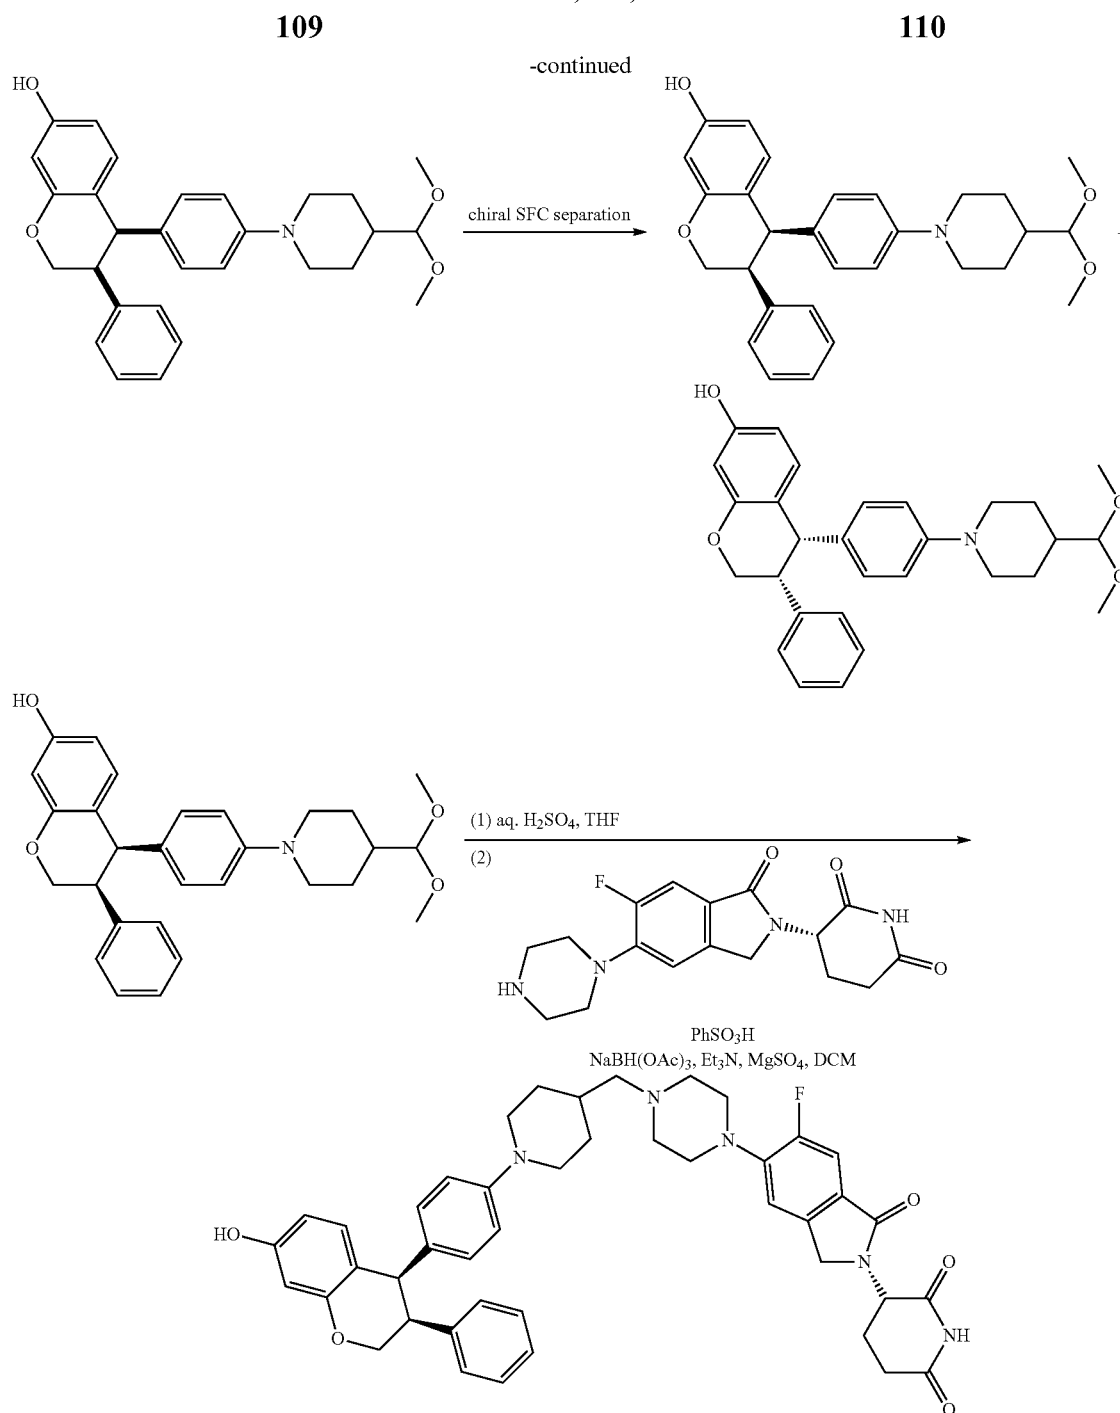 109
110
-continued
HO
O
N
O
O
chiral SFC separation
HO
O
N
O
O
+
HO
O
N
O
O
HO
O
N
O
O
(1) aq. H₂SO₄, THF
(2)
F
O
N
O
NH
O
N
HN
PhSO₃H
NaBH(OAc)₃, Et₃N, MgSO₄, DCM
N
N
F
N
O
N
O
NH
O
HO
O